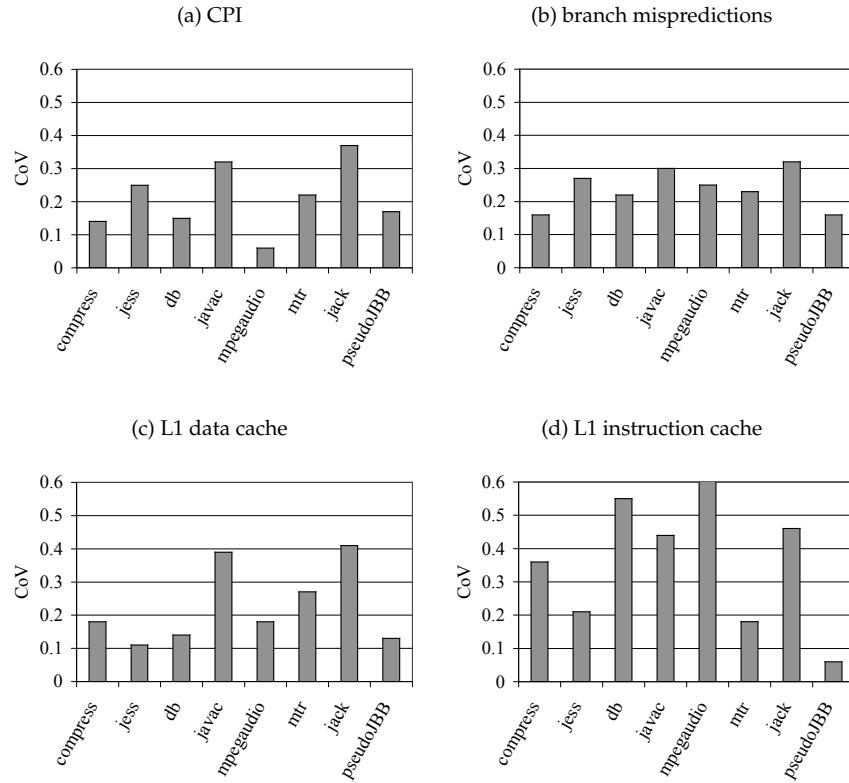 (a) CPI
0.6
0.5
0.4
0.3
0.2
0.1
0
CoV
compress
jess
db
javac
mpegaudio
mtr
jack
pseudoJBB
(b) branch mispredictions
0.6
0.5
0.4
0.3
0.2
0.1
0
CoV
compress
jess
db
javac
mpegaudio
mtr
jack
pseudoJBB
(c) L1 data cache
0.6
0.5
0.4
0.3
0.2
0.1
0
CoV
compress
jess
db
javac
mpegaudio
mtr
jack
pseudoJBB
(d) L1 instruction cache
0.6
0.5
0.4
0.3
0.2
0.1
0
CoV
compress
jess
db
javac
mpegaudio
mtr
jack
pseudoJBB